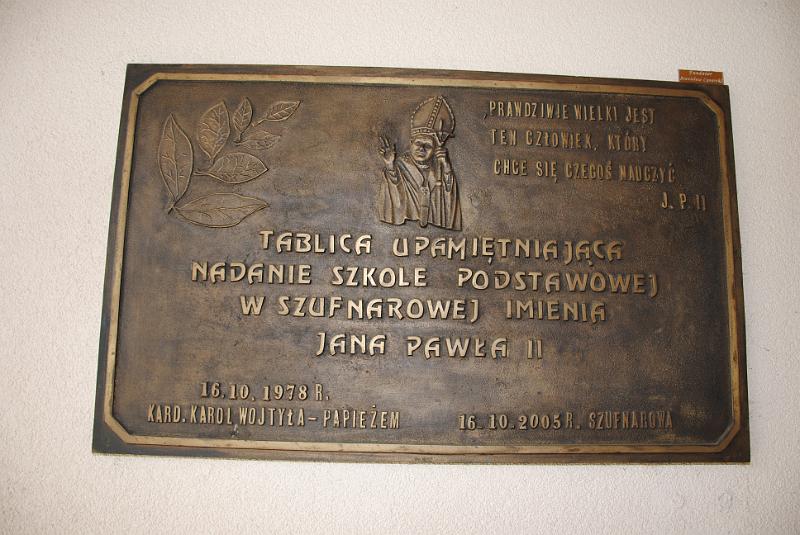 Fundator
PRAWDZIWIE WIELKI JEST
TEN CZŁOWIEK, KTÓRY
CHCE SIĘ CZEGOŚ NAUCZYĆ
J. P. II
TABLICA UPAMIĘTNIAJĄCA
NADANIE SZKOLE PODSTAWOWEJ
W SZUFNAROWEJ IMIENIA
JANA PAWŁA II
16.10.1978 R.
KARD. KAROL WOJTYŁA - PAPIEŻEM
16.10.2005 R. SZUFNAROWA